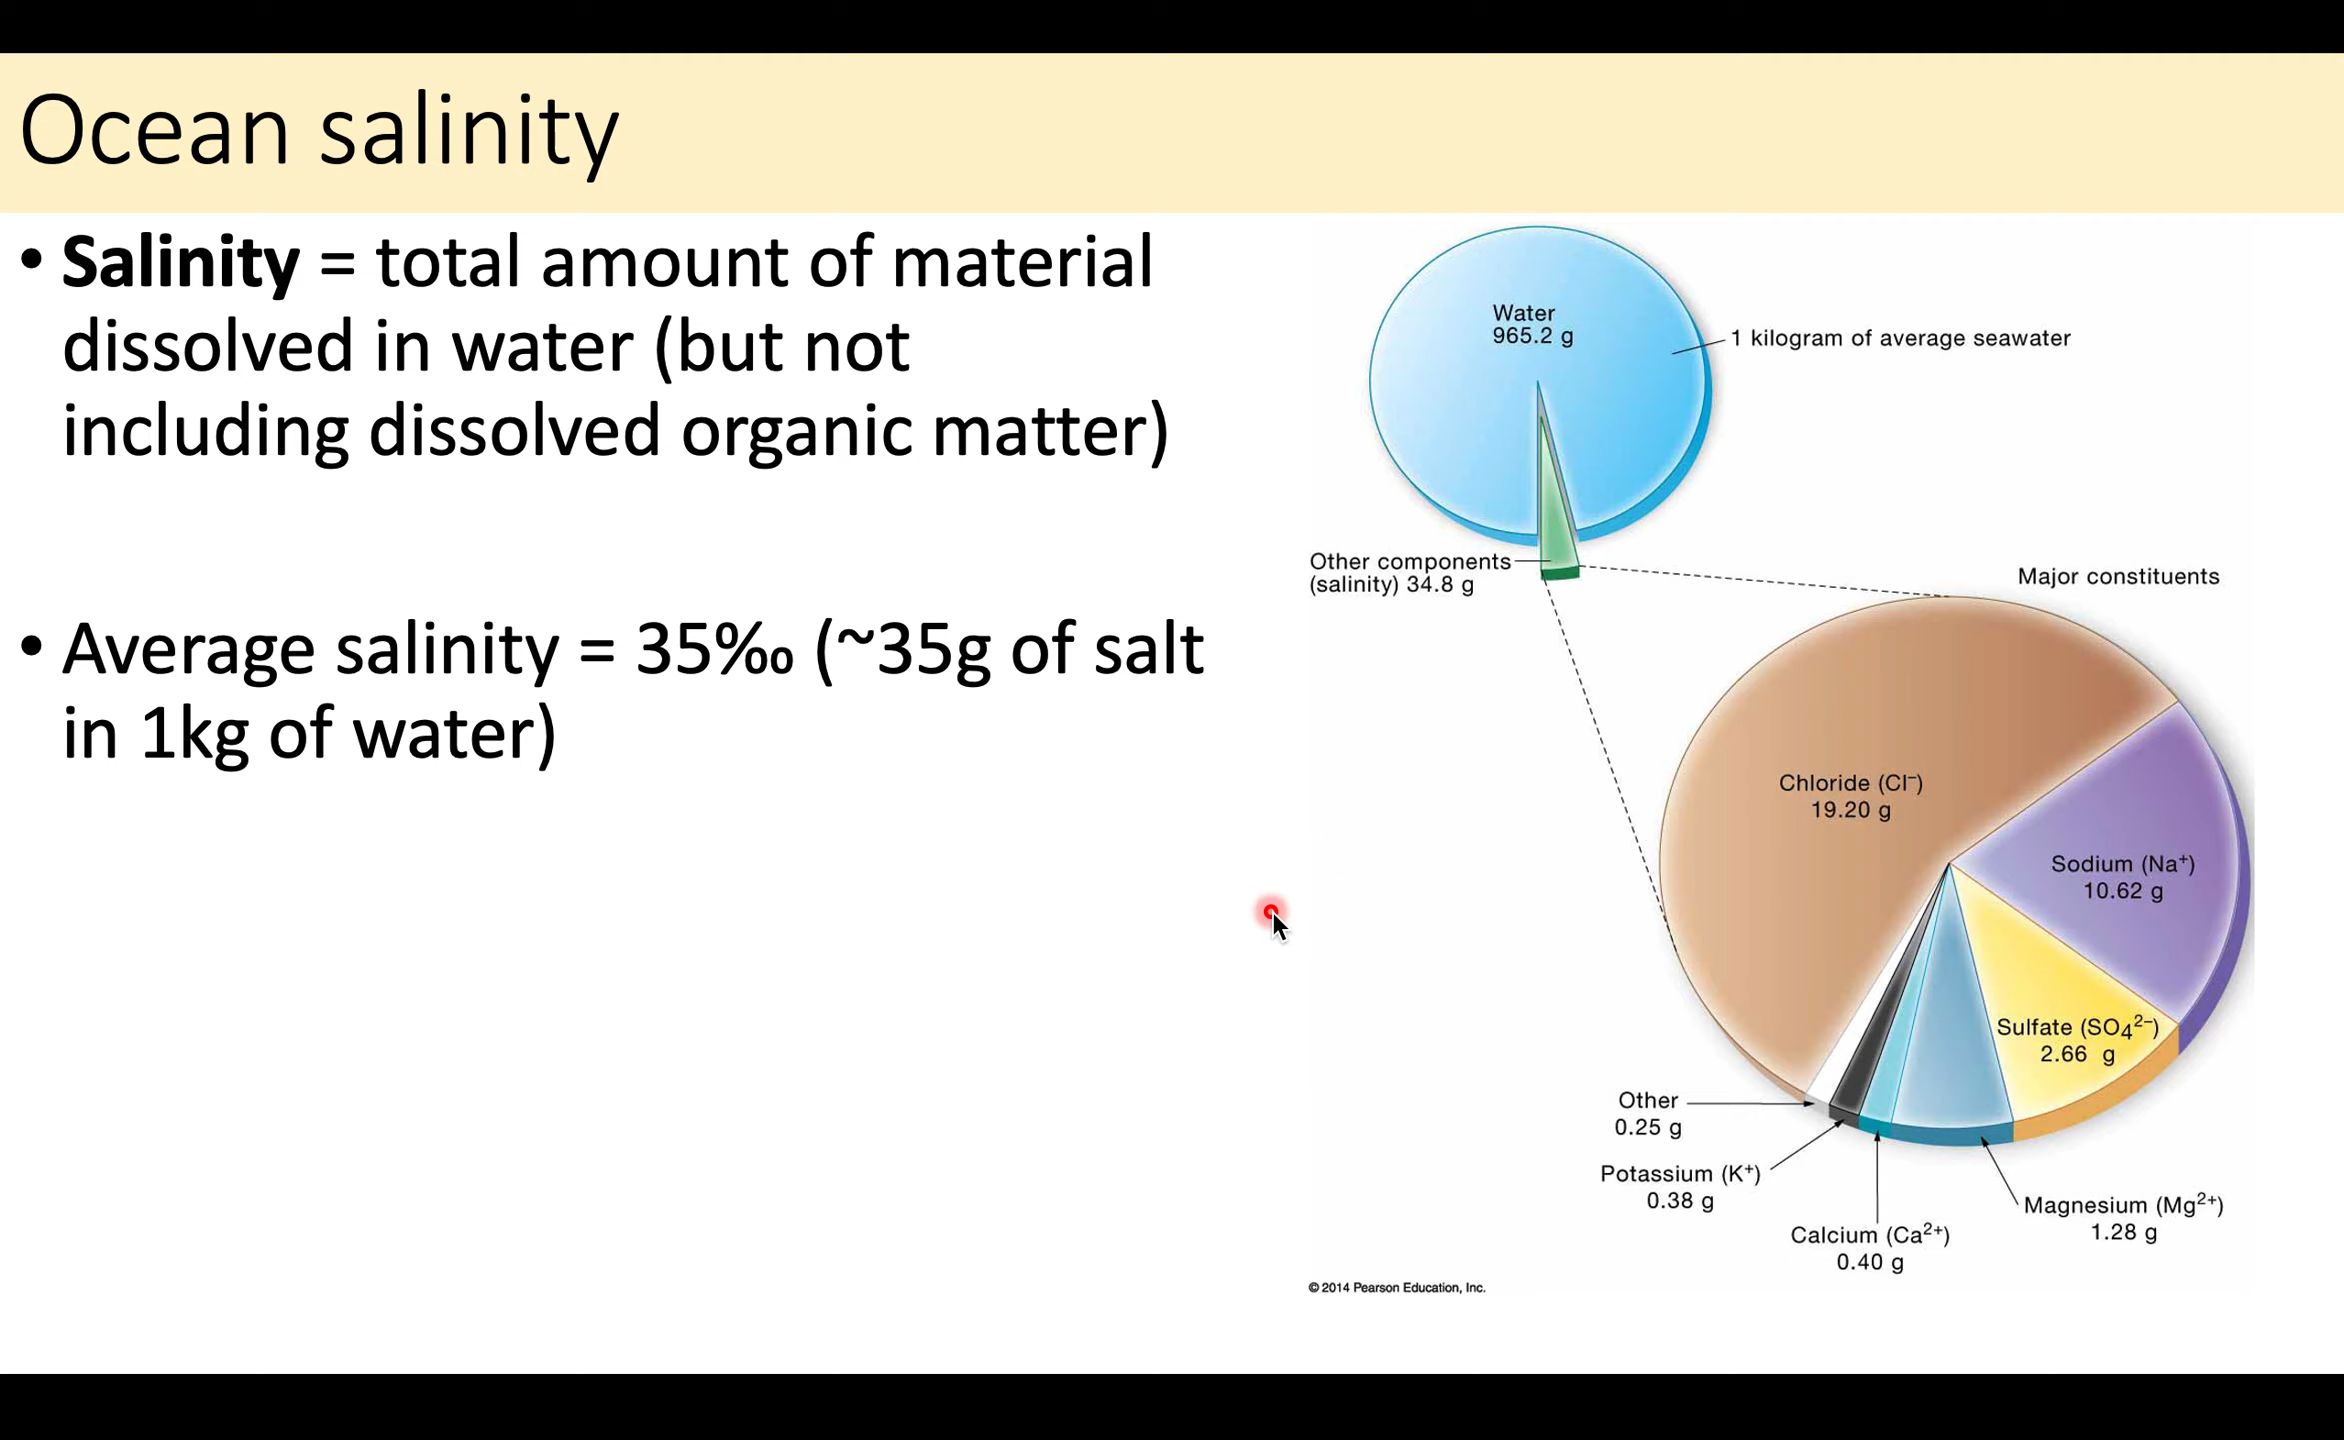 Ocean salinity
• Salinity = total amount of material
dissolved in water (but not
including dissolved organic matter)
• Average salinity = 35‰ (~35g of salt
in 1kg of water)
Water
965.2 g
1 kilogram of average seawater
Other components
(salinity) 34.8 g
Major constituents
Chloride (Cl⁻)
19.20 g
Sodium (Na⁺)
10.62 g
Sulfate (SO₄²⁻)
2.66 g
Other
0.25 g
Potassium (K⁺)
0.38 g
Calcium (Ca²⁺)
0.40 g
Magnesium (Mg²⁺)
1.28 g
© 2014 Pearson Education, Inc.